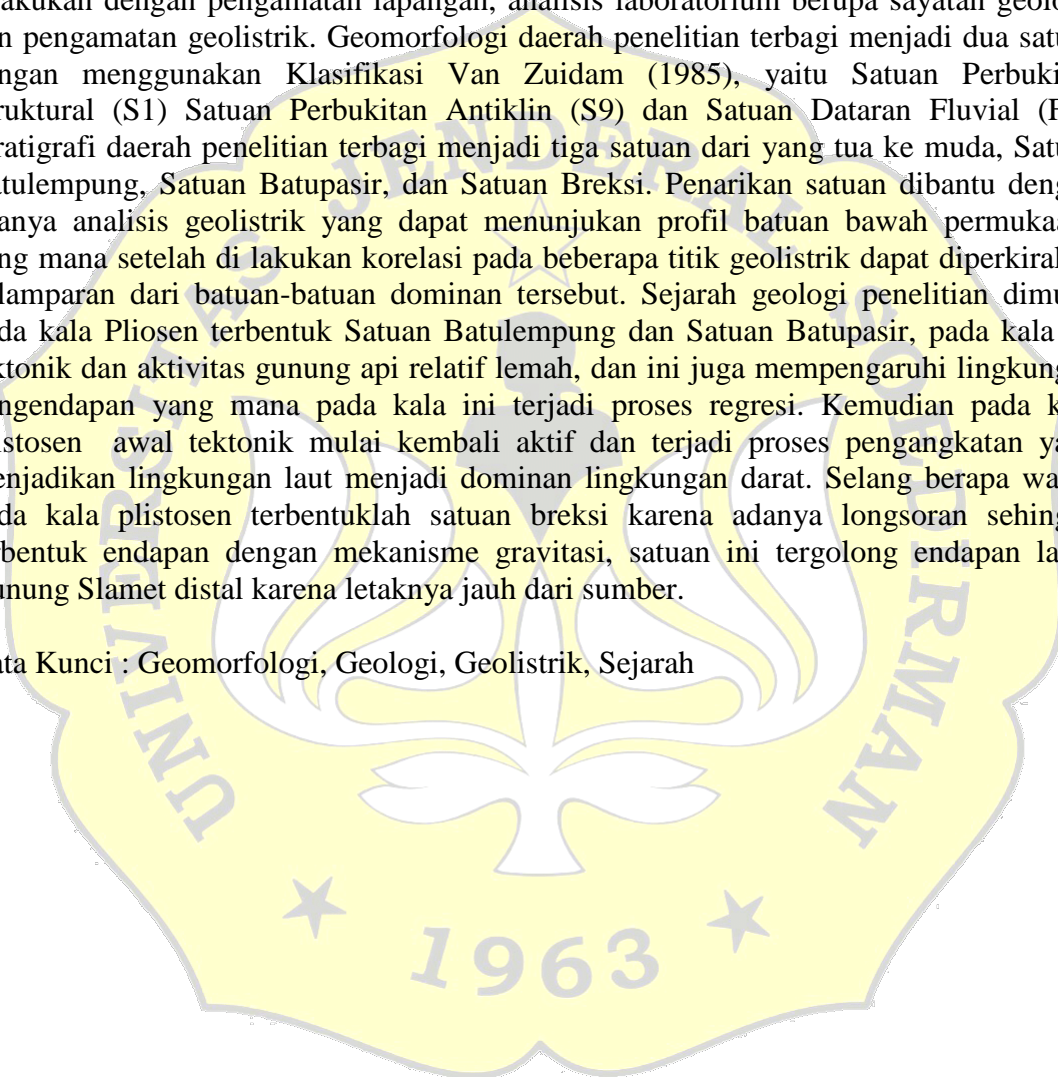 akukan dengan pengamatan lapangan, analisis laboratorium berupa sayatan geolo
n pengamatan geolistrik. Geomorfologi daerah penelitian terbagi menjadi dua satu
ngan menggunakan Klasifikasi Van Zuidam (1985), yaitu Satuan Perbuki
ruktural (S1) Satuan Perbukitan Antiklin (S9) dan Satuan Dataran Fluvial (F
ratigrafi daerah penelitian terbagi menjadi tiga satuan dari yang tua ke muda, Satu
tulempung, Satuan Batupasir, dan Satuan Breksi. Penarikan satuan dibantu deng
anya analisis geolistrik yang dapat menunjukan profil batuan bawah permukaa
ng mana setelah di lakukan korelasi pada beberapa titik geolistrik dapat diperkiral
lamparan dari batuan-batuan dominan tersebut. Sejarah geologi penelitian dimu
da kala Pliosen terbentuk Satuan Batulempung dan Satuan Batupasir, pada kala
ktonik dan aktivitas gunung api relatif lemah, dan ini juga mempengaruhi lingkung
ngendapan yang mana pada kala ini terjadi proses regresi. Kemudian pada k
istosen awal tektonik mulai kembali aktif dan terjadi proses pengangkatan ya
enjadikan lingkungan laut menjadi dominan lingkungan darat. Selang berapa wa
da kala plistosen terbentuklah satuan breksi karena adanya longsoran sehing
rbentuk endapan dengan mekanisme gravitasi, satuan ini tergolong endapan la
unung Slamet distal karena letaknya jauh dari sumber.
ata Kunci : Geomorfologi, Geologi, Geolistrik, Sejarah
UNIVERSITAS JENDERAL SOEDIRMAN
1963